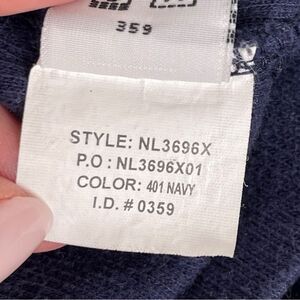 359
STYLE: NL3696X
P.O : NL3696X01
COLOR: 401 NAVY
I.D. # 0359